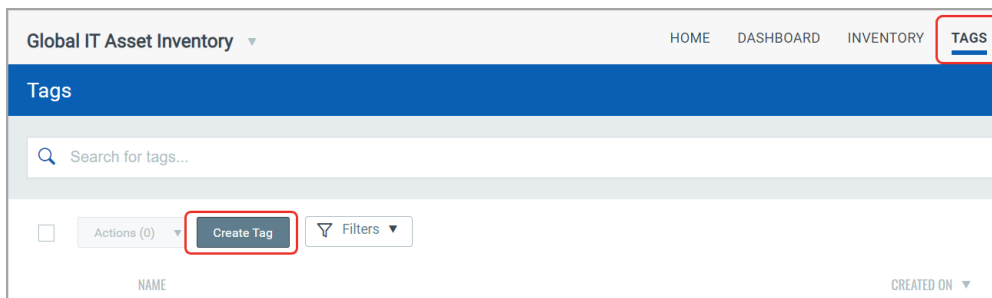 Global IT Asset Inventory HOME DASHBOARD INVENTORY TAGS
Tags
Search for tags...
Actions (0) Create Tag Filters
NAME CREATED ON